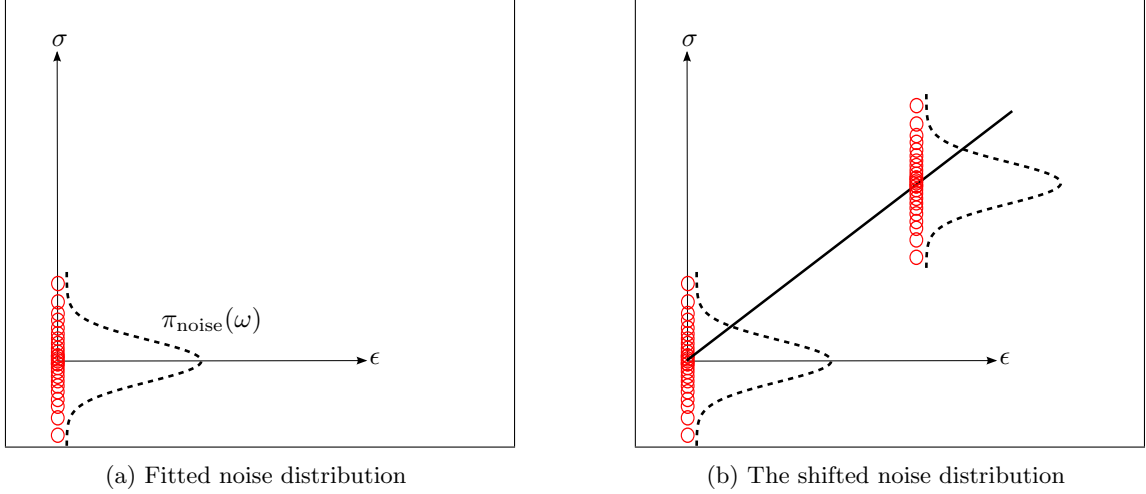 σ
π_noise(ω)
ϵ
(a) Fitted noise distribution
σ
ϵ
(b) The shifted noise distribution